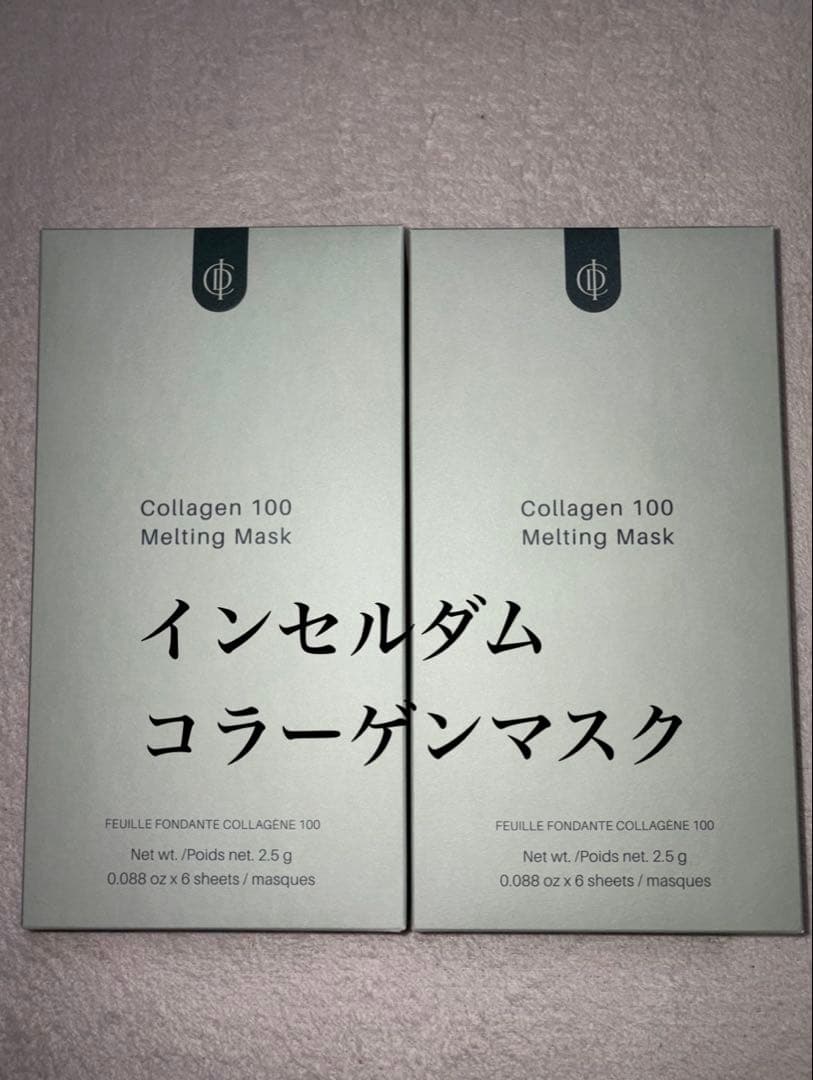 Collagen 100
Melting Mask
Collagen 100
Melting Mask
インセルダム
コラーゲンマスク
FEUILLE FONDANTE COLLAGÈNE 100
Net wt. /Poids net. 2.5 g
0.088 oz x 6 sheets / masques
FEUILLE FONDANTE COLLAGÈNE 100
Net wt. /Poids net. 2.5 g
0.088 oz x 6 sheets / masques